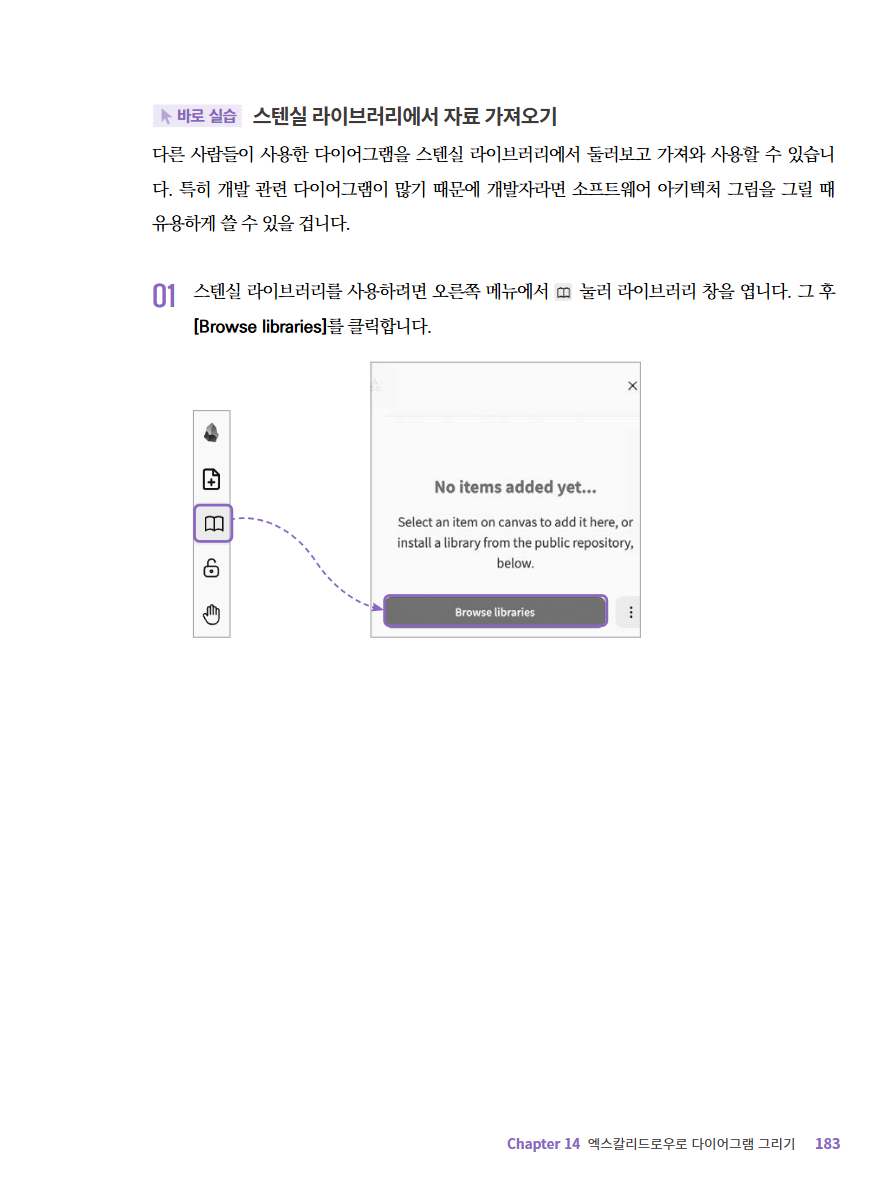 바로 실습 스텐실 라이브러리에서 자료 가져오기
다른 사람들이 사용한 다이어그램을 스텐실 라이브러리에서 둘러보고 가져와 사용할 수 있습니
다. 특히 개발 관련 다이어그램이 많기 때문에 개발자라면 소프트웨어 아키텍처 그림을 그릴 때
유용하게 쓸 수 있을 겁니다.
01 스텐실 라이브러리를 사용하려면 오른쪽 메뉴에서 눌러 라이브러리 창을 엽니다. 그 후
[Browse libraries]를 클릭합니다.
No items added yet...
Select an item on canvas to add it here, or
install a library from the public repository,
below.
Browse libraries
Chapter 14 엑스칼리드로우로 다이어그램 그리기 183